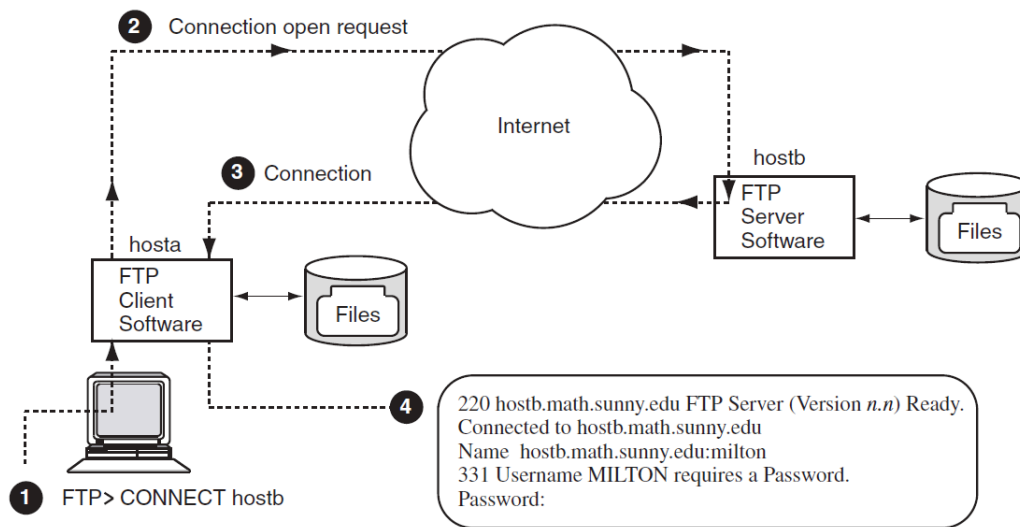 2 Connection open request
Internet
3 Connection
hostb
FTP
Server
Software
Files
hosta
FTP
Client
Software
Files
4
220 hostb.math.sunny.edu FTP Server (Version n.n) Ready.
Connected to hostb.math.sunny.edu
Name hostb.math.sunny.edu:milton
331 Username MILTON requires a Password.
Password:
1 FTP> CONNECT hostb